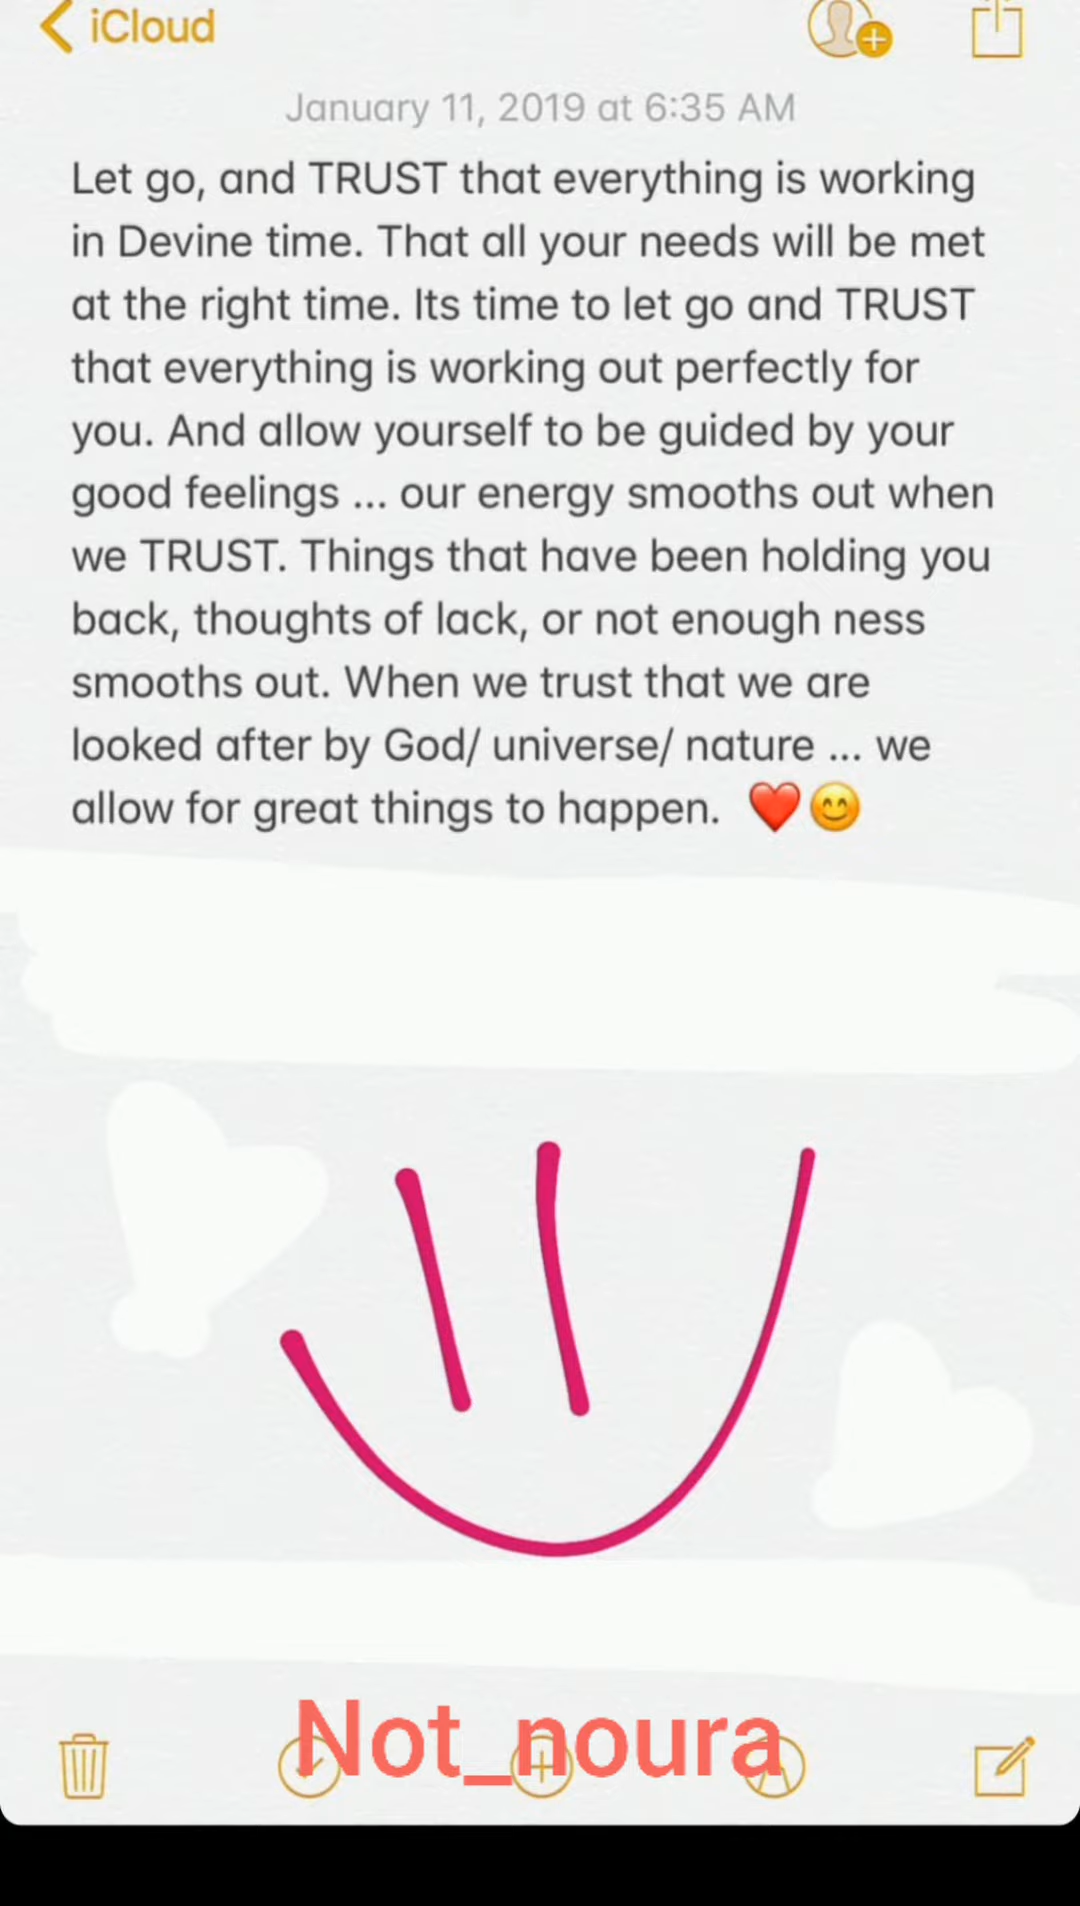 iCloud
January 11, 2019 at 6:35 AM
Let go, and TRUST that everything is working
in Devine time. That all your needs will be met
at the right time. Its time to let go and TRUST
that everything is working out perfectly for
you. And allow yourself to be guided by your
good feelings ... our energy smooths out when
we TRUST. Things that have been holding you
back, thoughts of lack, or not enough ness
smooths out. When we trust that we are
looked after by God/ universe/ nature ... we
allow for great things to happen. ❤️😊
Not_noura